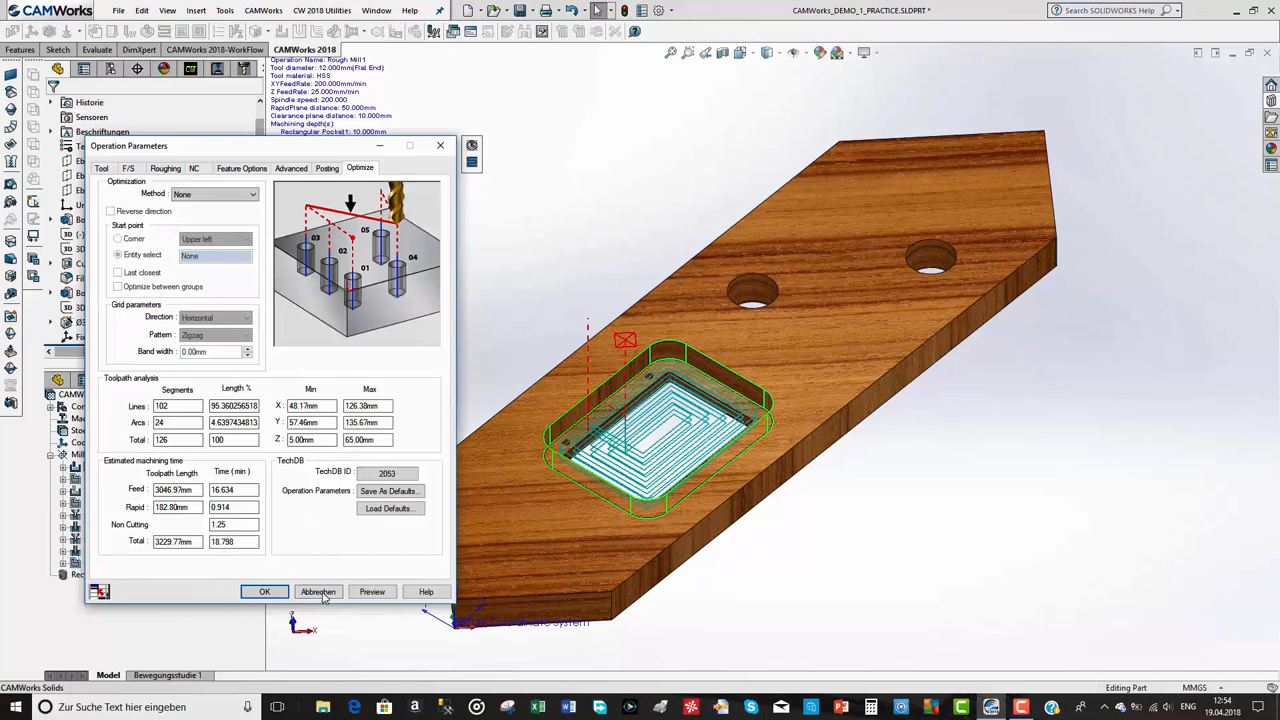 CAMWorks File Edit View Insert Tools CAMWorks CW 2018 Utilities Window Help CAMWorks_DEMO_1_PRACTICE.SLDPRT * Search SOLIDWORKS Help
Features Sketch Evaluate DimXpert CAMWorks 2018-WorkFlow CAMWorks 2018
Operation Name: Rough Mill1
Tool diameter: 12.000mm(Flat End)
Tool material: HSS
XYFeedRate: 200.000mm/min
Z FeedRate: 25.000mm/min
Spindle speed: 200.000
RapidPlane distance: 50.000mm
Clearance plane distance: 10.000mm
Machining depth(s):
Rectangular Pocket1: 10.000mm
Historie
Sensoren
Beschriftungen
Operation Parameters
Tool F/S Roughing NC Feature Options Advanced Posting Optimize
Optimization
Method: None
Reverse direction
Start point
Corner Upper left
Entity select None
Last closest
Optimize between groups
Grid parameters
Direction: Horizontal
Pattern: Zigzag
Band width: 0.00mm
03 02 01 05 04
Toolpath analysis
Segments Length % Min Max
Lines : 102 95.360256518 X : 48.17mm 126.38mm
Arcs : 24 4.6397434813 Y : 57.46mm 135.67mm
Total : 126 100 Z : 5.00mm 65.00mm
Estimated machining time
Toolpath Length Time ( min )
Feed : 3046.97mm 16.634
Rapid : 182.80mm 0.914
Non Cutting 1.25
Total : 3229.77mm 18.798
TechDB
TechDB ID : 2053
Operation Parameters : Save As Defaults...
Load Defaults...
OK Abbrechen Preview Help
X
Model Bewegungsstudie 1
CAMWorks Solids Editing Part MMGS
Zur Suche Text hier eingeben
12:54
19.04.2018